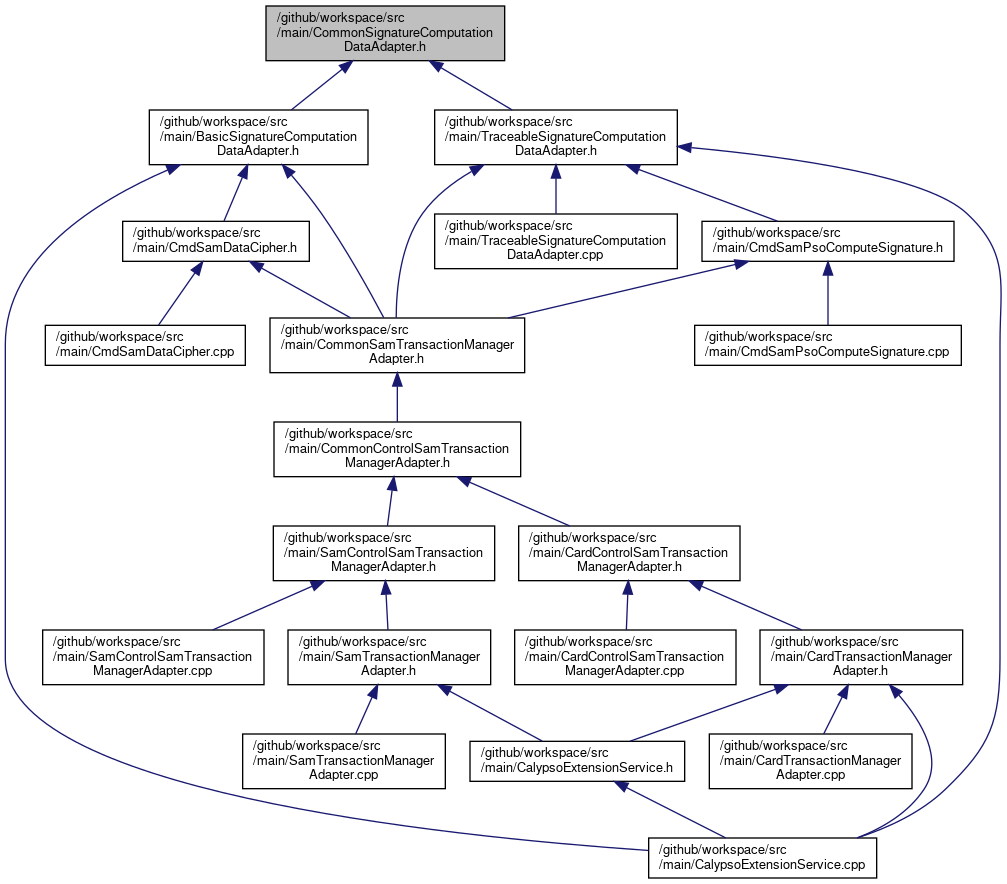 /github/workspace/src
/main/CommonSignatureComputation
DataAdapter.h
/github/workspace/src
/main/BasicSignatureComputation
DataAdapter.h
/github/workspace/src
/main/TraceableSignatureComputation
DataAdapter.h
/github/workspace/src
/main/CmdSamDataCipher.h
/github/workspace/src
/main/TraceableSignatureComputation
DataAdapter.cpp
/github/workspace/src
/main/CmdSamPsoComputeSignature.h
/github/workspace/src
/main/CmdSamDataCipher.cpp
/github/workspace/src
/main/CommonSamTransactionManager
Adapter.h
/github/workspace/src
/main/CmdSamPsoComputeSignature.cpp
/github/workspace/src
/main/CommonControlSamTransaction
ManagerAdapter.h
/github/workspace/src
/main/SamControlSamTransaction
ManagerAdapter.h
/github/workspace/src
/main/CardControlSamTransaction
ManagerAdapter.h
/github/workspace/src
/main/SamControlSamTransaction
ManagerAdapter.cpp
/github/workspace/src
/main/SamTransactionManager
Adapter.h
/github/workspace/src
/main/CardControlSamTransaction
ManagerAdapter.cpp
/github/workspace/src
/main/CardTransactionManager
Adapter.h
/github/workspace/src
/main/SamTransactionManager
Adapter.cpp
/github/workspace/src
/main/CalypsoExtensionService.h
/github/workspace/src
/main/CardTransactionManager
Adapter.cpp
/github/workspace/src
/main/CalypsoExtensionService.cpp